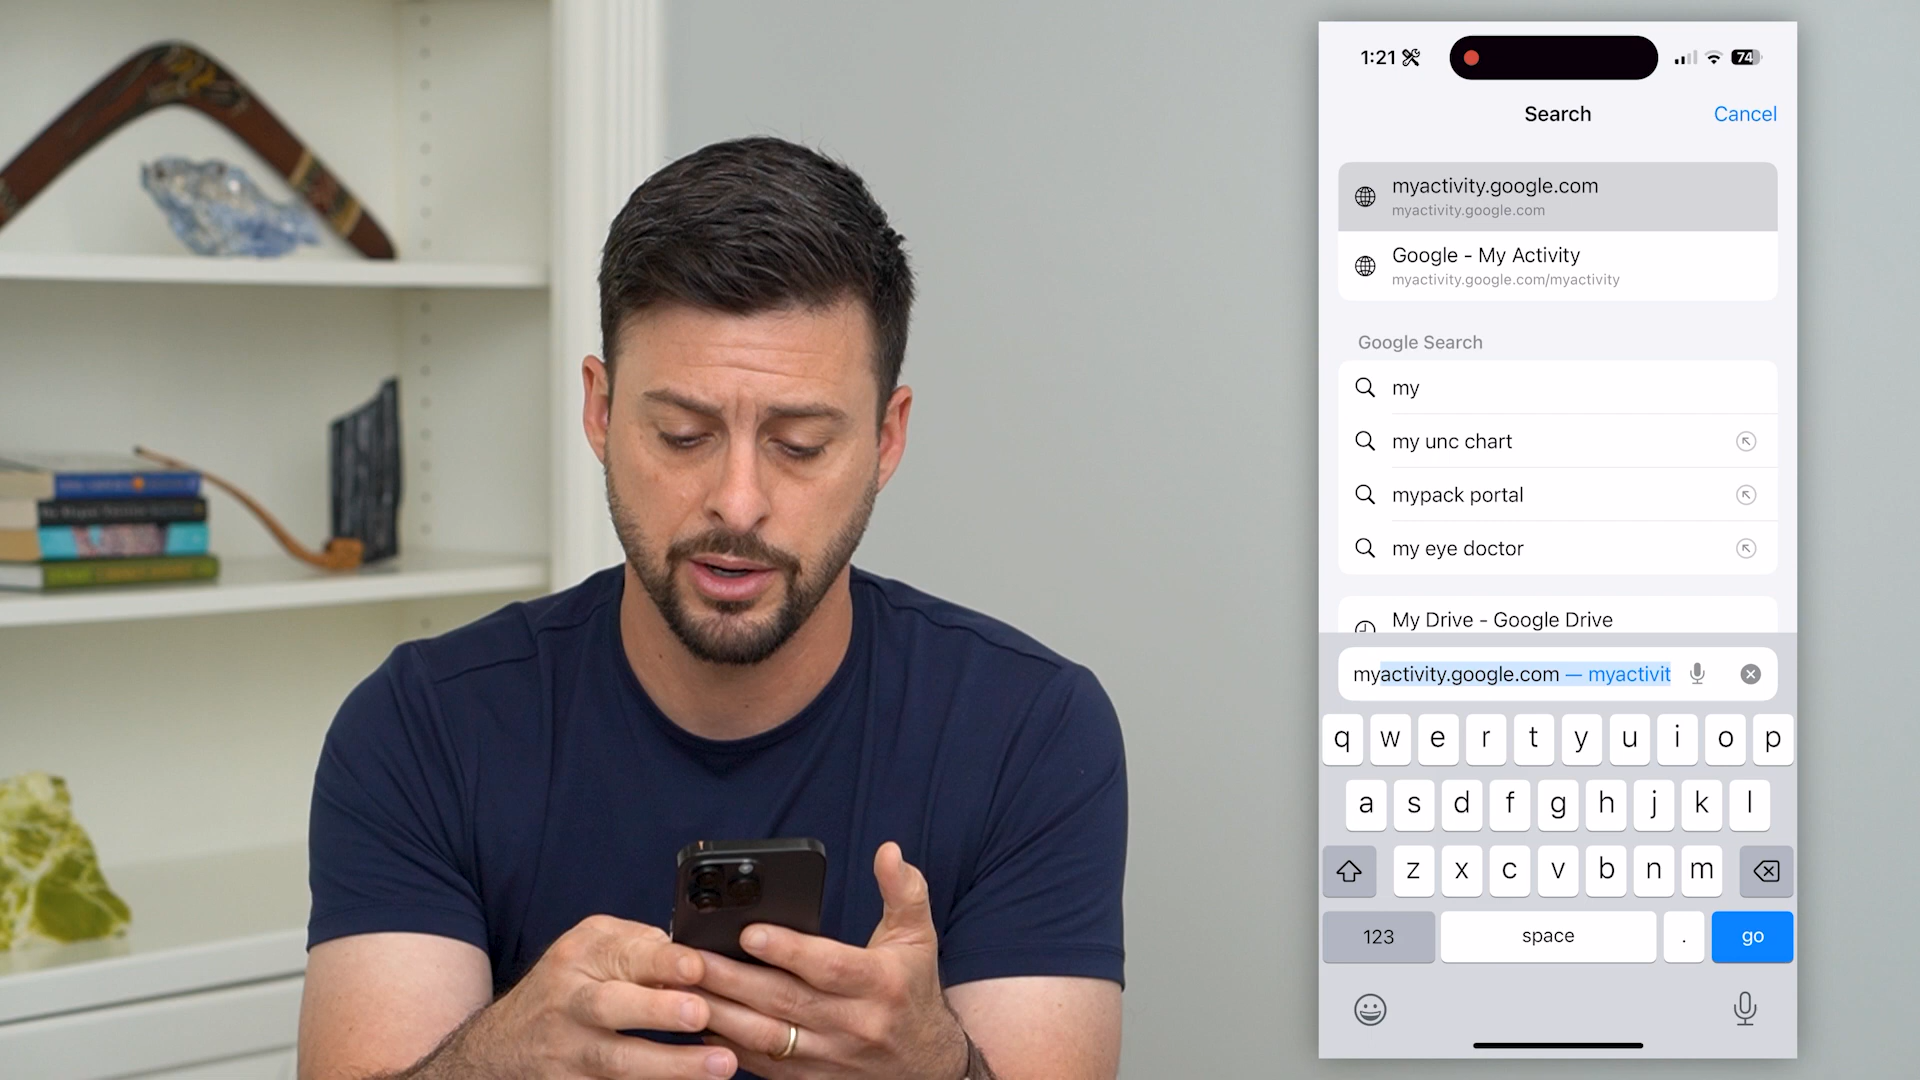 1:21
74
Search
Cancel
myactivity.google.com
myactivity.google.com
Google - My Activity
myactivity.google.com/myactivity
Google Search
my
my unc chart
mypack portal
my eye doctor
My Drive - Google Drive
myactivity.google.com — myactivit
q w e r t y u i o p
a s d f g h j k l
z x c v b n m
123
space
.
go